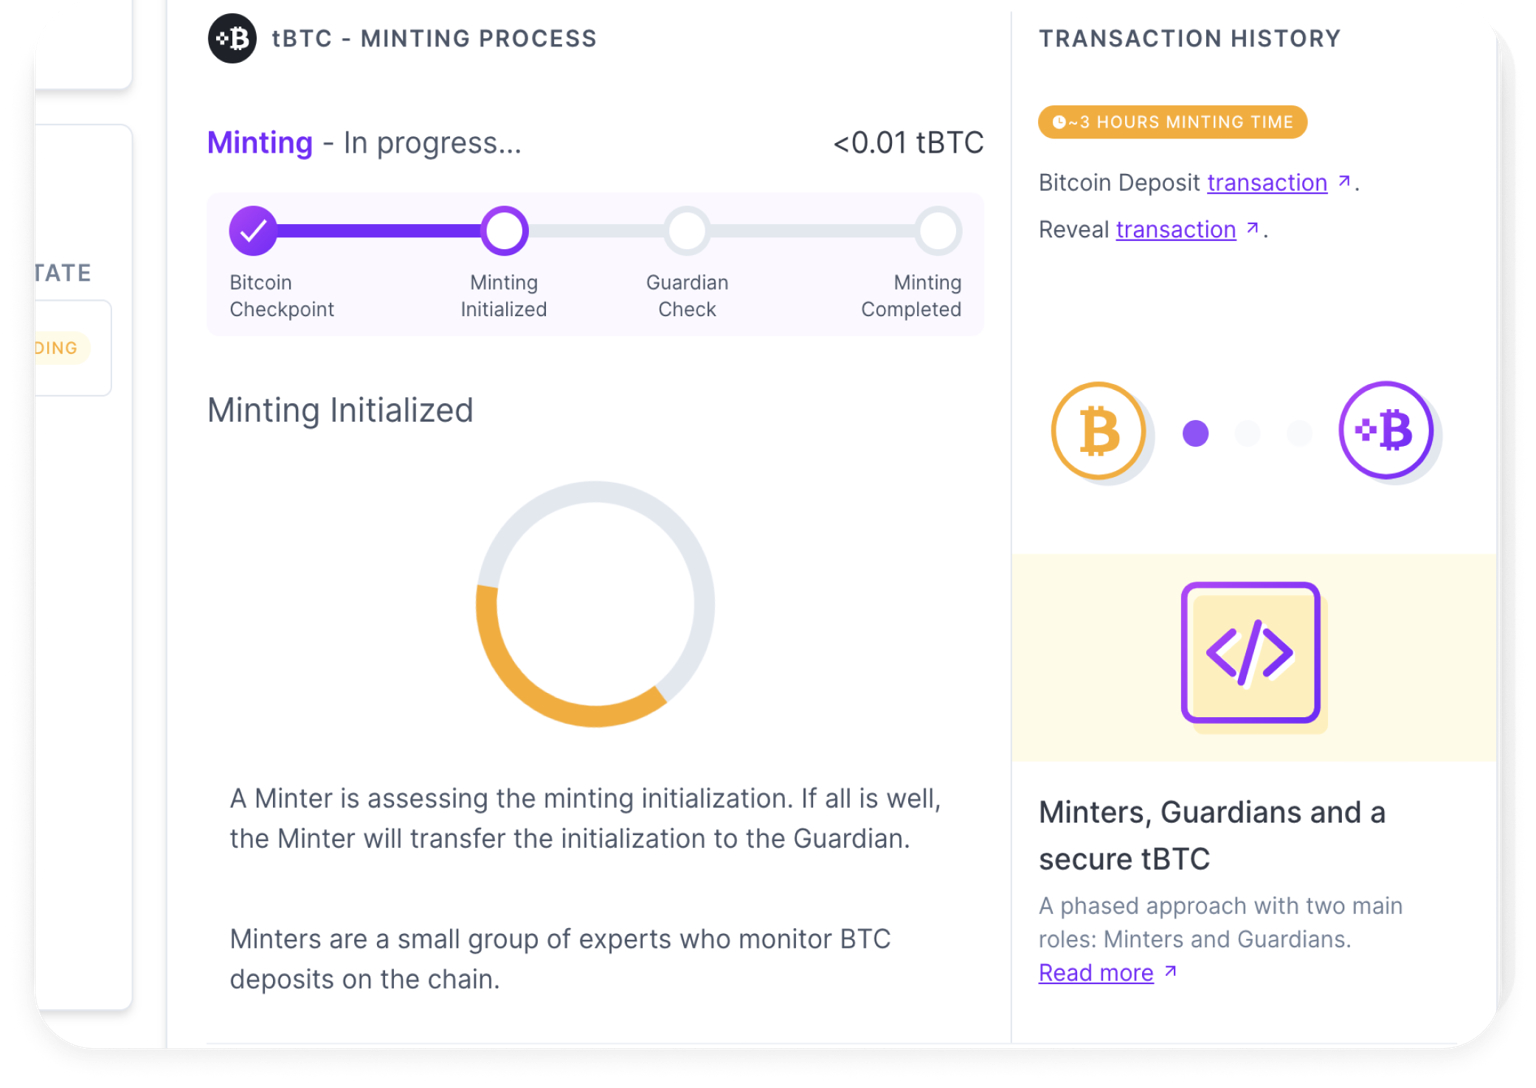 tBTC - MINTING PROCESS
Minting - In progress...
<0.01 tBTC
Bitcoin
Checkpoint
Minting
Initialized
Guardian
Check
Minting
Completed
Minting Initialized
A Minter is assessing the minting initialization. If all is well,
the Minter will transfer the initialization to the Guardian.
Minters are a small group of experts who monitor BTC
deposits on the chain.
TRANSACTION HISTORY
~3 HOURS MINTING TIME
Bitcoin Deposit transaction ↗.
Reveal transaction ↗.
Minters, Guardians and a
secure tBTC
A phased approach with two main
roles: Minters and Guardians.
Read more ↗